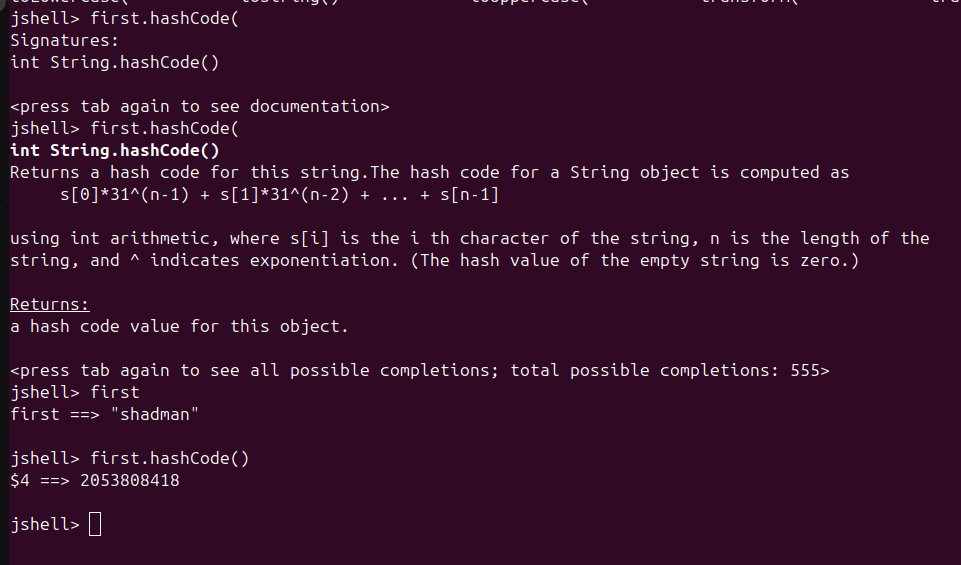 jshell> first.hashCode(
Signatures:
int String.hashCode()
<press tab again to see documentation>
jshell> first.hashCode(
int String.hashCode()
Returns a hash code for this string.The hash code for a String object is computed as
s[0]*31^(n-1) + s[1]*31^(n-2) + ... + s[n-1]
using int arithmetic, where s[i] is the i th character of the string, n is the length of the
string, and ^ indicates exponentiation. (The hash value of the empty string is zero.)
Returns:
a hash code value for this object.
<press tab again to see all possible completions; total possible completions: 555>
jshell> first
first ==> "shadman"
jshell> first.hashCode()
$4 ==> 2053808418
jshell>